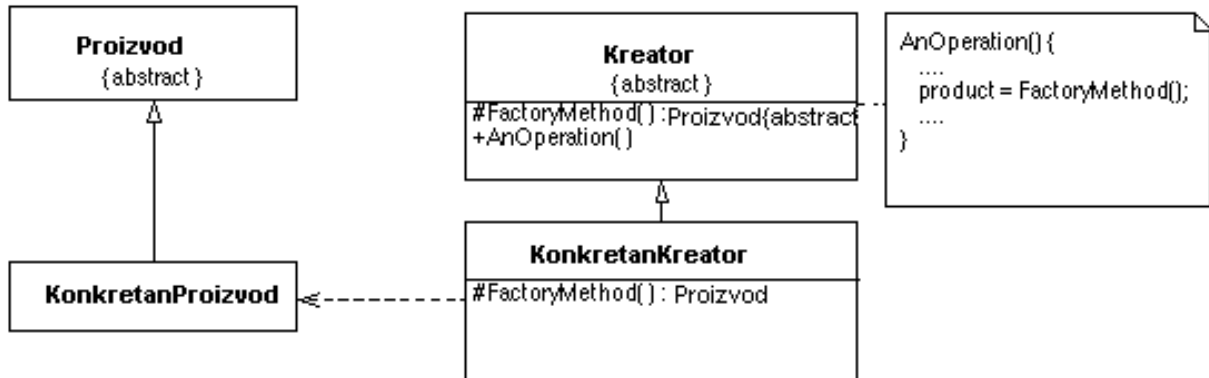 Proizvod
{abstract}
Kreator
{abstract}
#FactoryMethod() : Proizvod{abstract
+AnOperation()
AnOperation() {
....
product = FactoryMethod();
....
}
KonkretanProizvod
KonkretanKreator
#FactoryMethod() : Proizvod